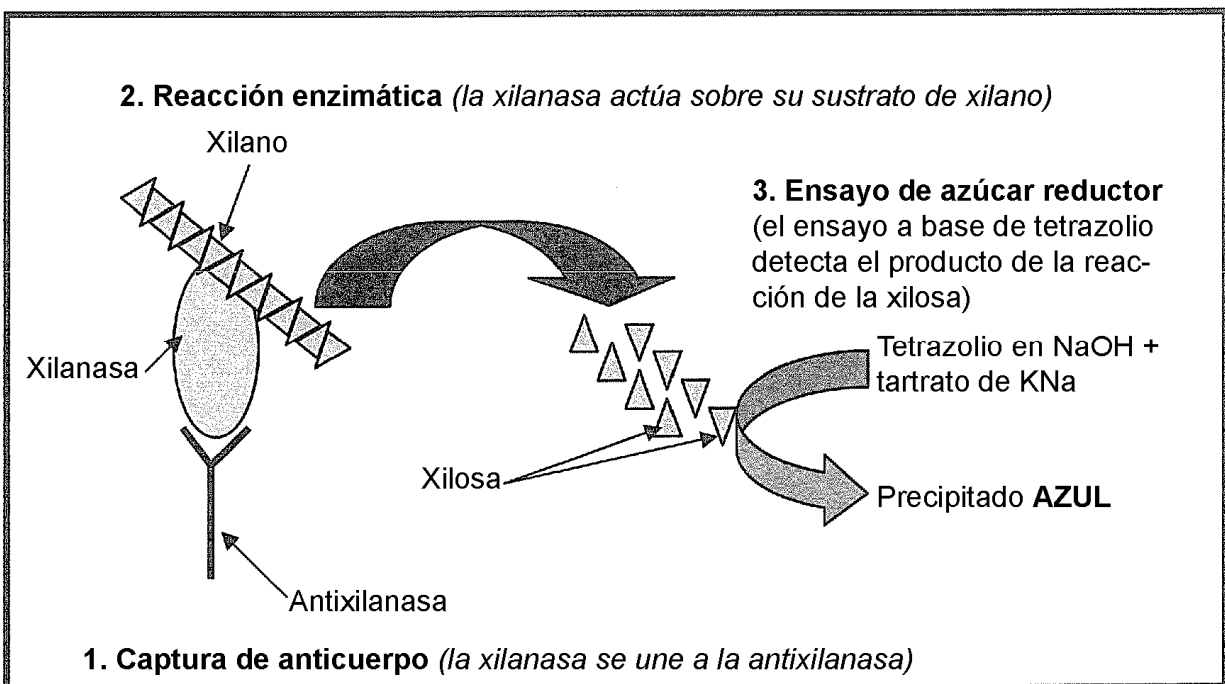 2. Reacción enzimática (la xilanasa actúa sobre su sustrato de xilano)
Xilano
3. Ensayo de azúcar reductor
(el ensayo a base de tetrazolio
detecta el producto de la reac-
ción de la xilosa)
Xilanasa
Tetrazolio en NaOH +
tartrato de KNa
Xilosa
Precipitado AZUL
Antixilanasa
1. Captura de anticuerpo (la xilanasa se une a la antixilanasa)